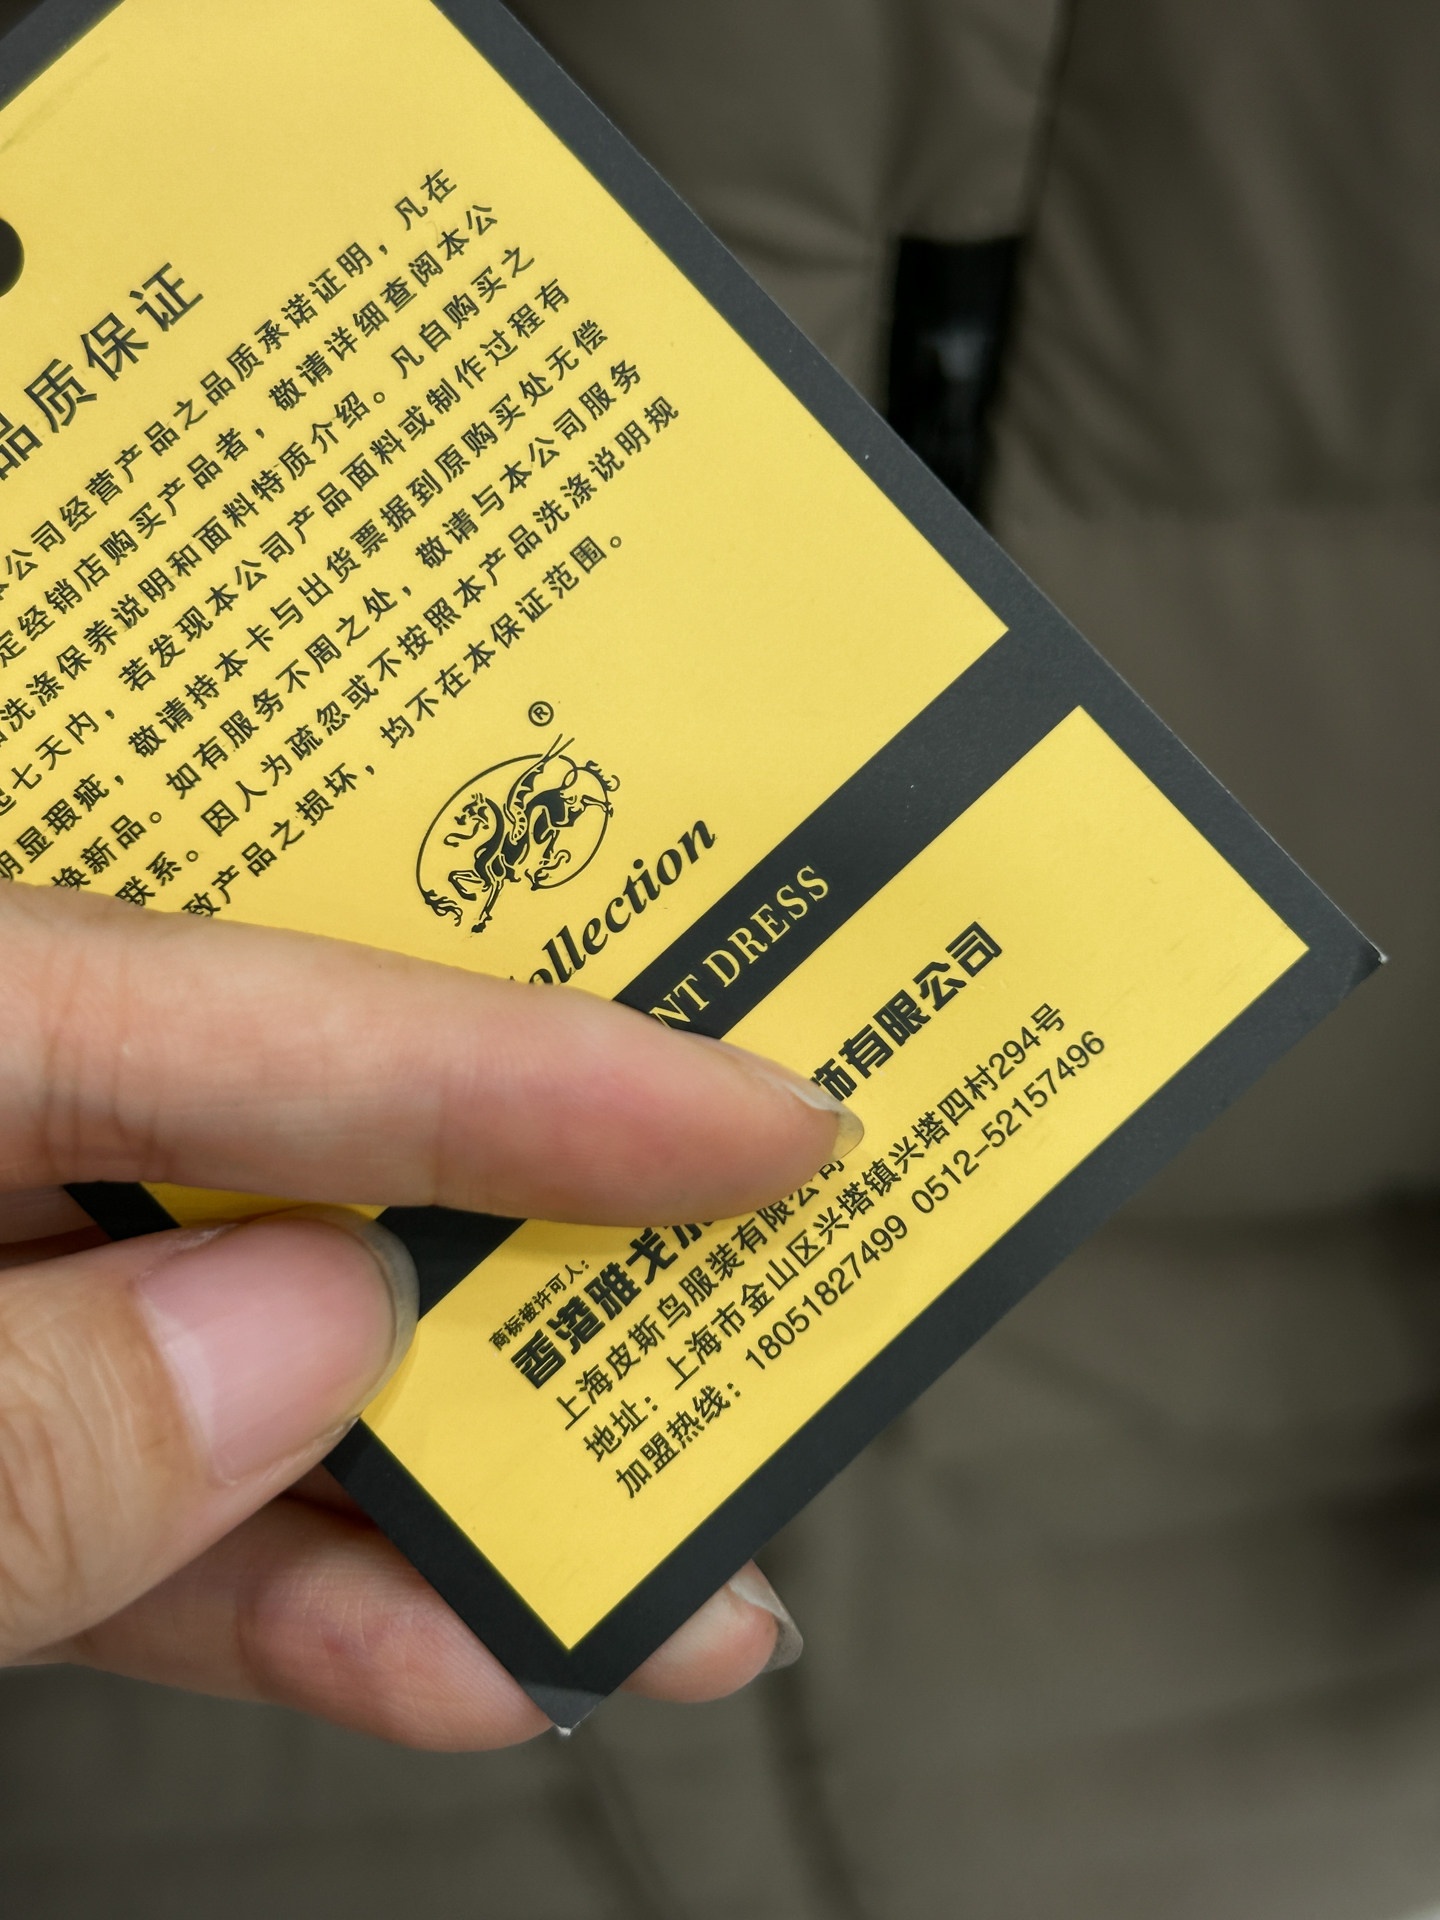 品质保证
本公司经营产品之品质承诺证明，凡在
定经销店购买产品者，敬请详细查阅本公
洗涤保养说明和面料特质介绍。凡自购买之
起七天内，若发现本公司产品面料或制作过程有
明显瑕疵，敬请持本卡与出货票据到原购买处无偿
换新品。如有服务不周之处，敬请与本公司服务
联系。因人为疏忽或不按照本产品洗涤说明规
致产品之损坏，均不在本保证范围。
®
ollection
NT DRESS
商标被许可人：
香港雅戈 饰有限公司
上海皮斯鸟服装有限公司
地址：上海市金山区兴塔镇兴塔四村294号
加盟热线：18051827499 0512-52157496